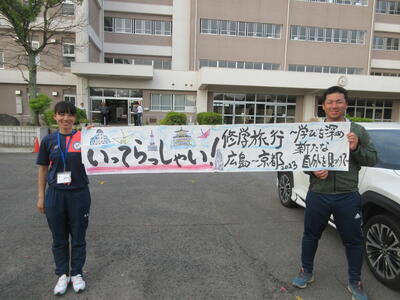 いってらっしゃい!
修学旅行
広島－京都
2023
～学びを深め
新たな
自分を見つけて